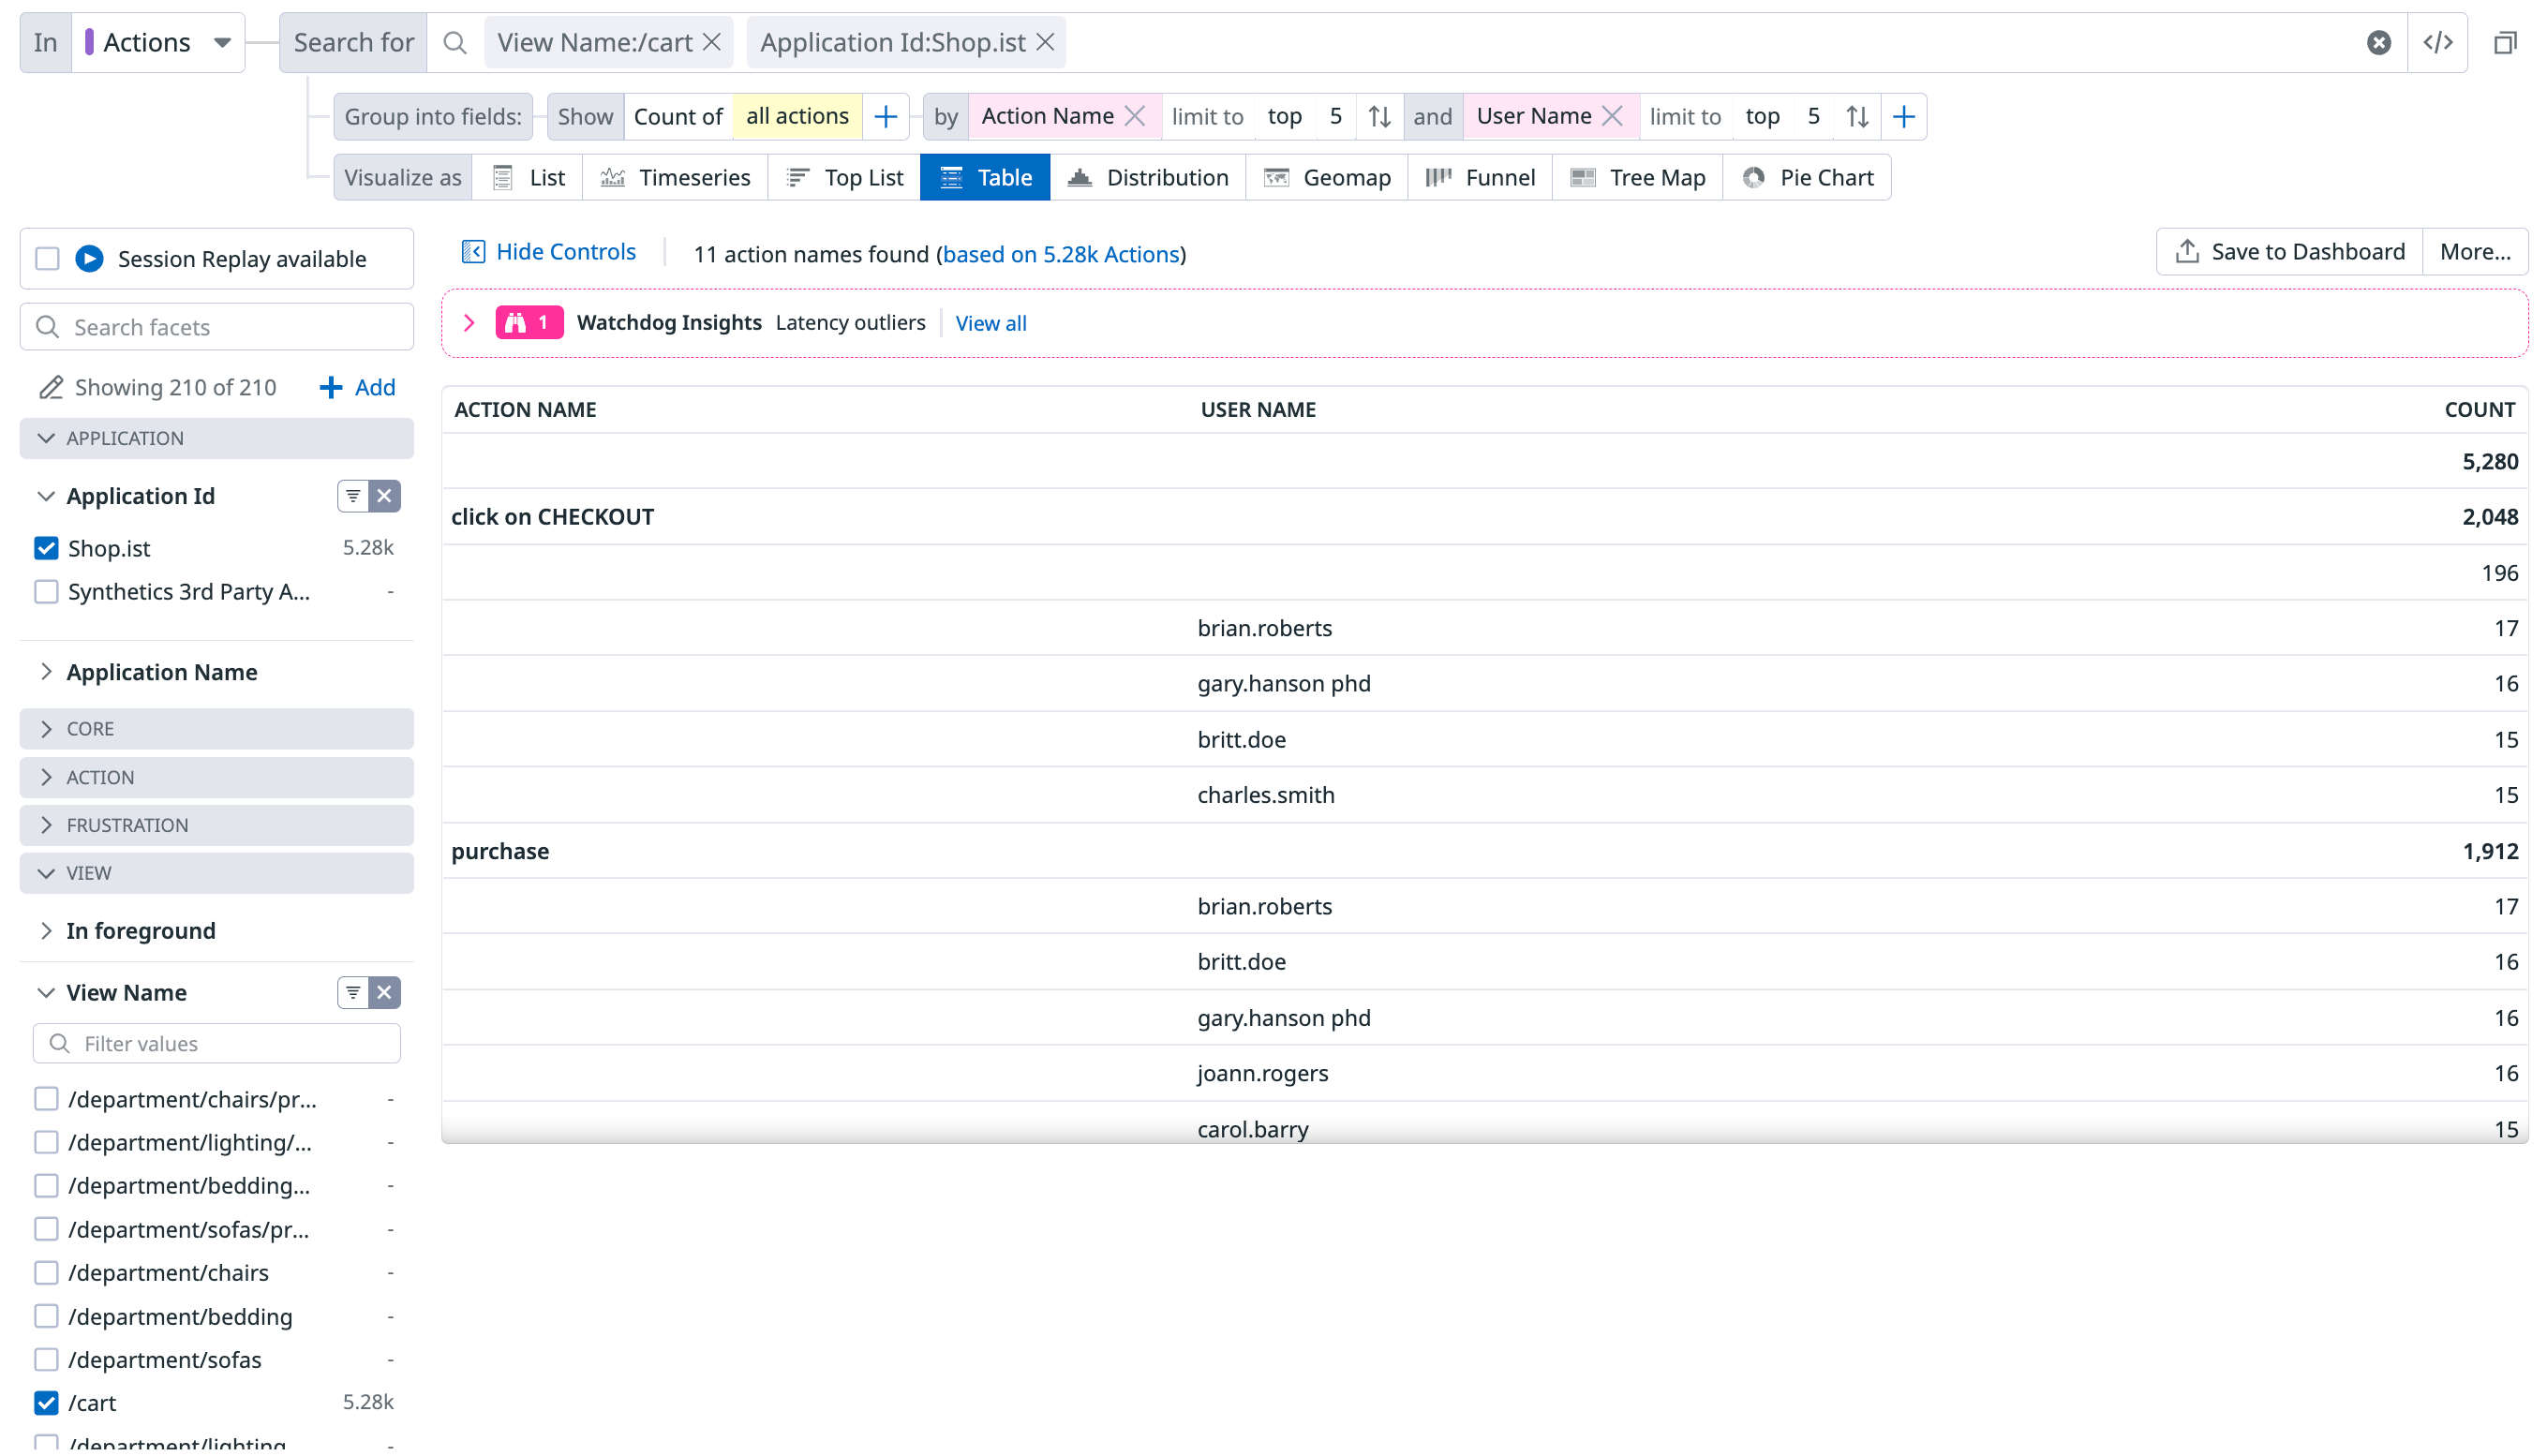 In Actions Search for View Name:/cart Application Id:Shop.ist </>
Group into fields: Show Count of all actions by Action Name limit to top 5 and User Name limit to top 5
Visualize as List Timeseries Top List Table Distribution Geomap Funnel Tree Map Pie Chart
Session Replay available
Search facets
Showing 210 of 210 Add
APPLICATION
Application Id
Shop.ist 5.28k
Synthetics 3rd Party A... -
Application Name
CORE
ACTION
FRUSTRATION
VIEW
In foreground
View Name
Filter values
/department/chairs/pr... -
/department/lighting/... -
/department/bedding... -
/department/sofas/pr... -
/department/chairs -
/department/bedding -
/department/sofas -
/cart 5.28k
/department/lighting -
Hide Controls 11 action names found (based on 5.28k Actions) Save to Dashboard More...
1 Watchdog Insights Latency outliers View all
ACTION NAME USER NAME COUNT
5,280
click on CHECKOUT 2,048
196
brian.roberts 17
gary.hanson phd 16
britt.doe 15
charles.smith 15
purchase 1,912
brian.roberts 17
britt.doe 16
gary.hanson phd 16
joann.rogers 16
carol.barry 15